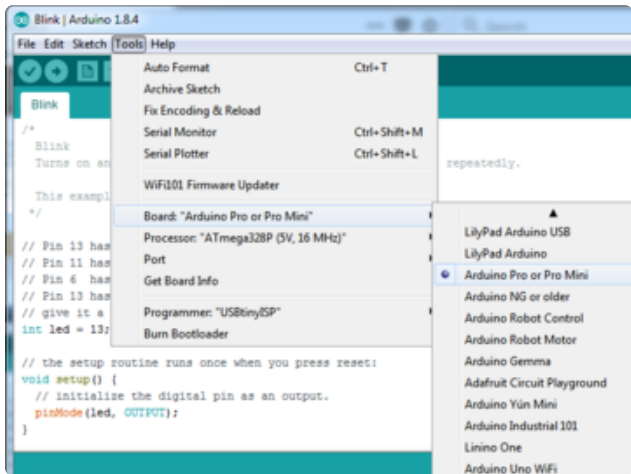 Blink | Arduino 1.8.4
File Edit Sketch Tools Help
Auto Format Ctrl+T
Archive Sketch
Fix Encoding & Reload
Serial Monitor Ctrl+Shift+M
Serial Plotter Ctrl+Shift+L
WiFi101 Firmware Updater
Board: "Arduino Pro or Pro Mini"
Processor: "ATmega328P (5V, 16 MHz)"
Port
Get Board Info
Programmer: "USBtinyISP"
Burn Bootloader
LilyPad Arduino USB
LilyPad Arduino
Arduino Pro or Pro Mini
Arduino NG or older
Arduino Robot Control
Arduino Robot Motor
Arduino Gemma
Adafruit Circuit Playground
Arduino Yún Mini
Arduino Industrial 101
Linino One
Arduino Uno WiFi
Blink
/*
Blink
Turns on an repeatedly.
This exampl
*/
// Pin 13 has
// Pin 11 has
// Pin 6 has
// Pin 13 has
// give it a
int led = 13;
// the setup routine runs once when you press reset:
void setup() {
// initialize the digital pin as an output.
pinMode(led, OUTPUT);
}